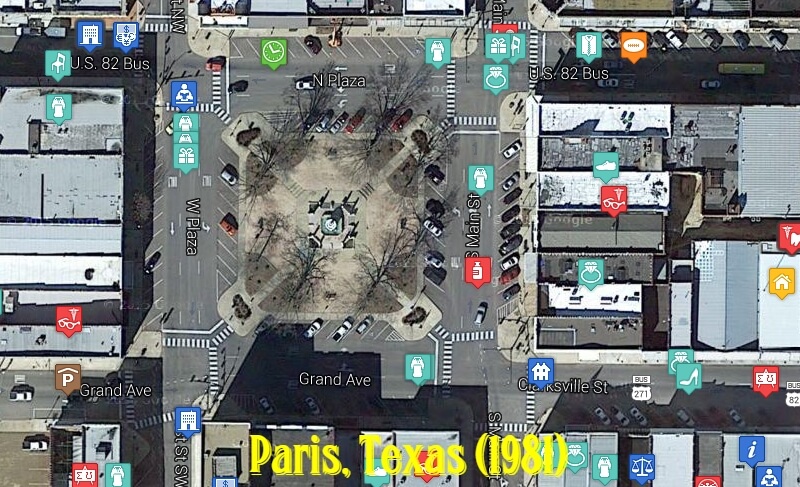 U.S. 82 Bus
N Plaza
U.S. 82 Bus
W Plaza
S Main St
Grand Ave
Grand Ave
Clarksville St
BUS
271
BUS
82
P
Paris, Texas (1981)